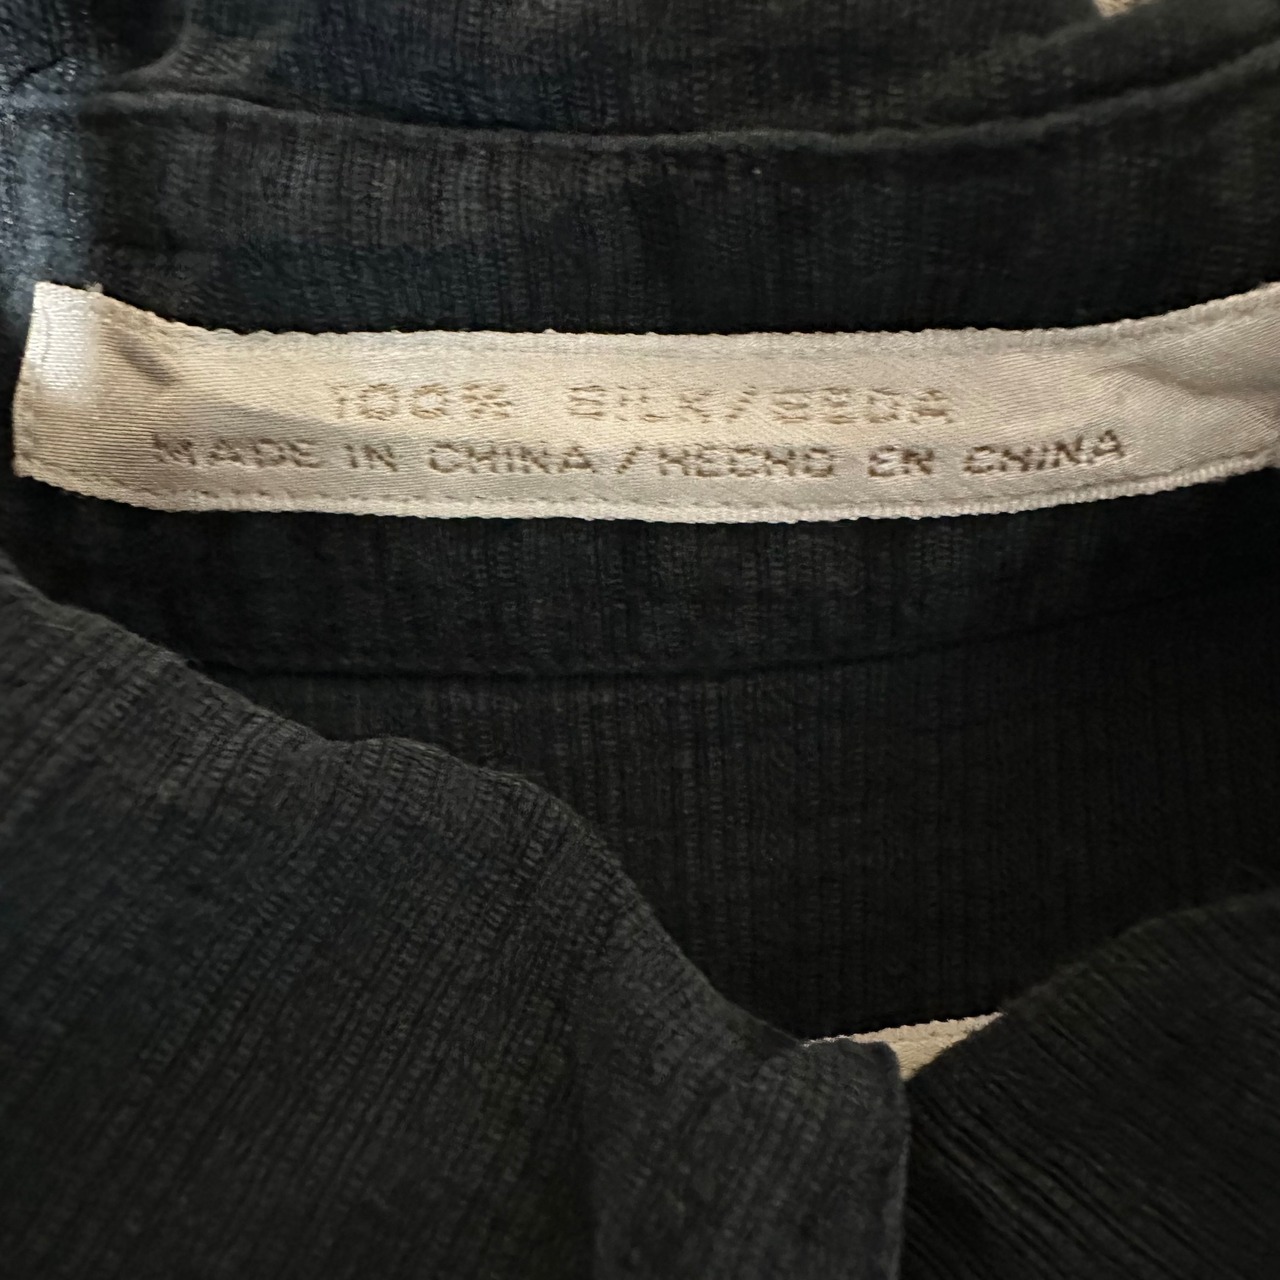 100% SILK/SEDA
MADE IN CHINA / HECHO EN CHINA